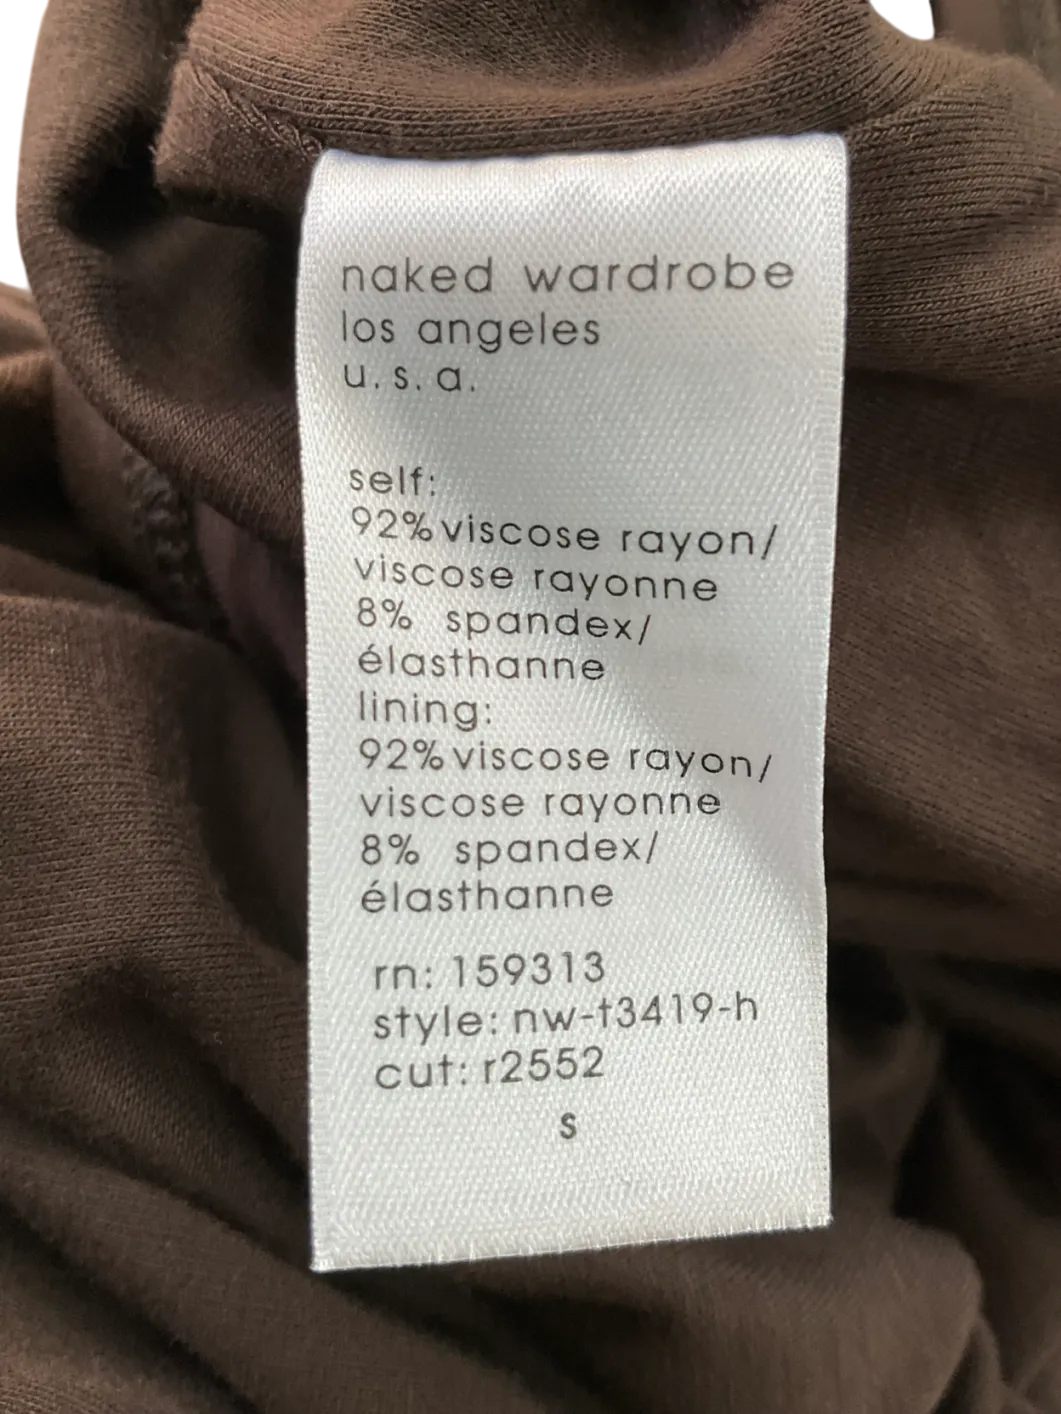 naked wardrobe
los angeles
u.s.a.
self:
92% viscose rayon/
viscose rayonne
8% spandex/
élasthanne
lining:
92% viscose rayon/
viscose rayonne
8% spandex/
élasthanne
rn: 159313
style: nw-t3419-h
cut: r2552
s